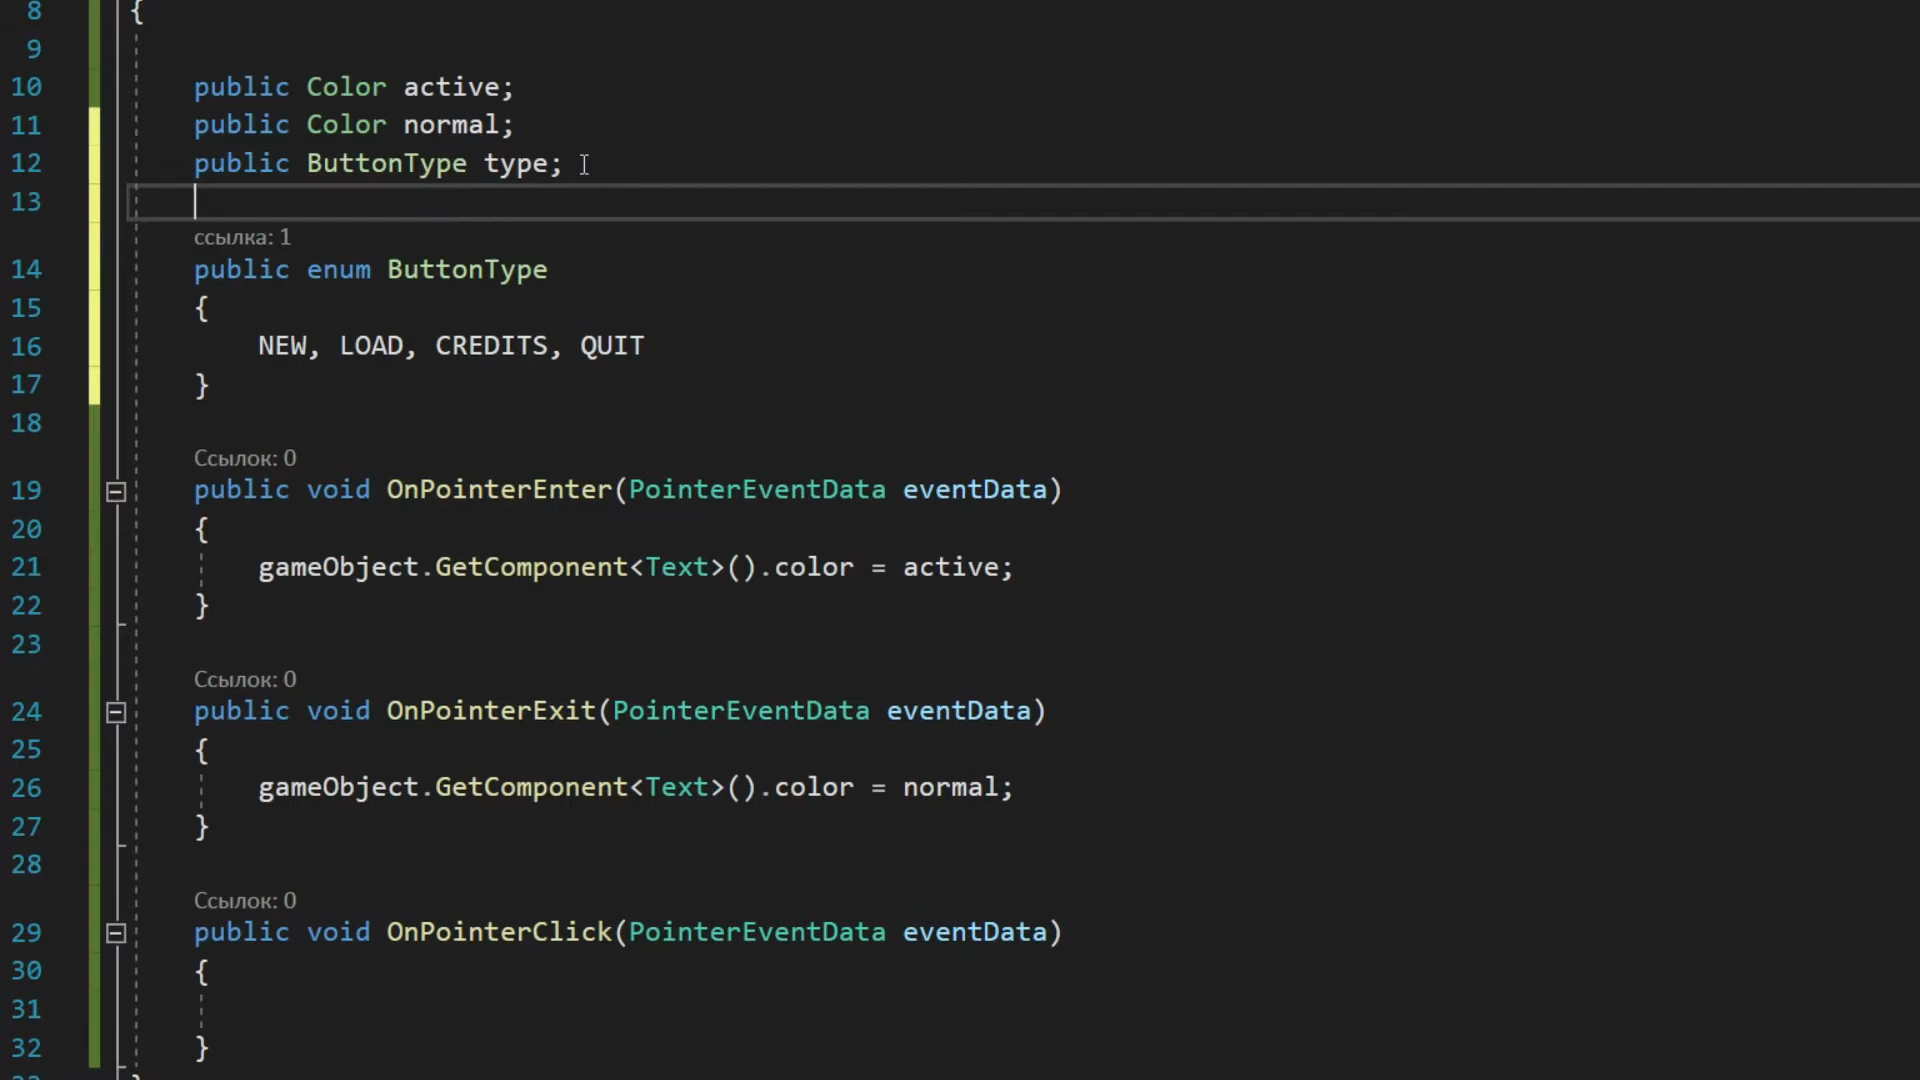 8 {
9
10 public Color active;
11 public Color normal;
12 public ButtonType type;
13
ссылка: 1
14 public enum ButtonType
15 {
16 NEW, LOAD, CREDITS, QUIT
17 }
18
Ссылок: 0
19 public void OnPointerEnter(PointerEventData eventData)
20 {
21 gameObject.GetComponent<Text>().color = active;
22 }
23
Ссылок: 0
24 public void OnPointerExit(PointerEventData eventData)
25 {
26 gameObject.GetComponent<Text>().color = normal;
27 }
28
Ссылок: 0
29 public void OnPointerClick(PointerEventData eventData)
30 {
31
32 }